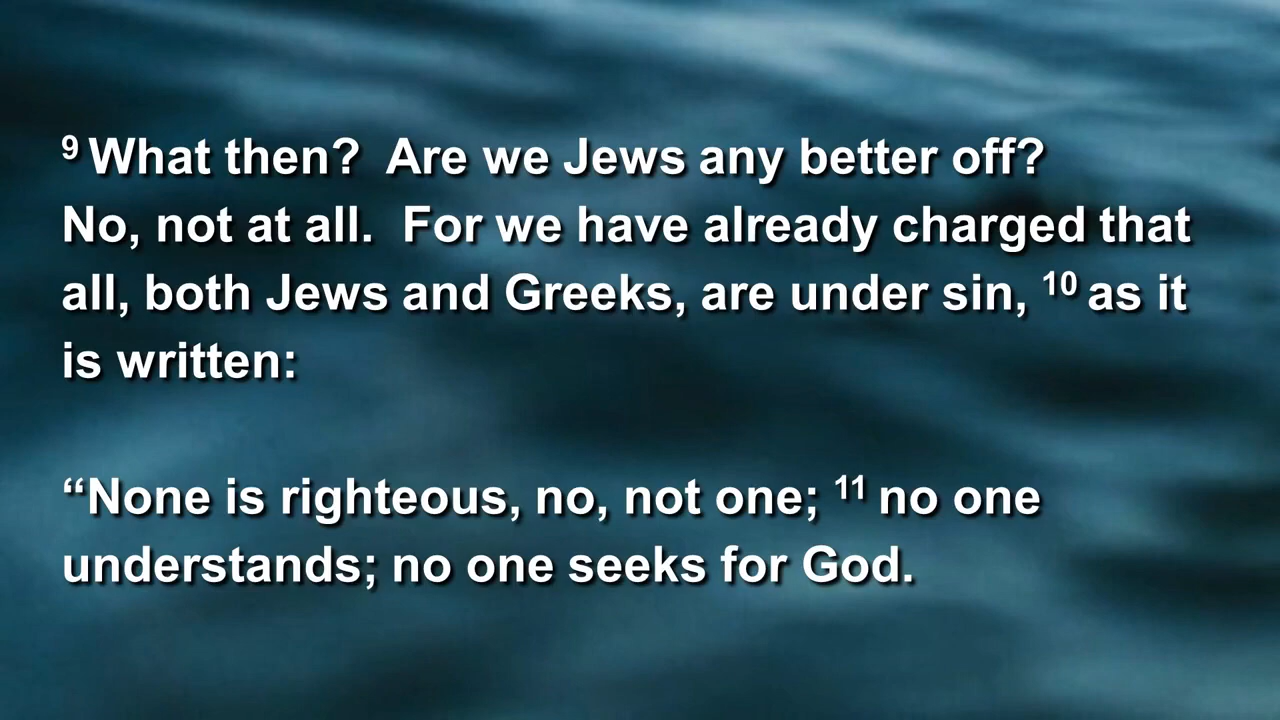 ⁹ What then?  Are we Jews any better off?
No, not at all.  For we have already charged that
all, both Jews and Greeks, are under sin, ¹⁰ as it
is written:
“None is righteous, no, not one; ¹¹ no one
understands; no one seeks for God.